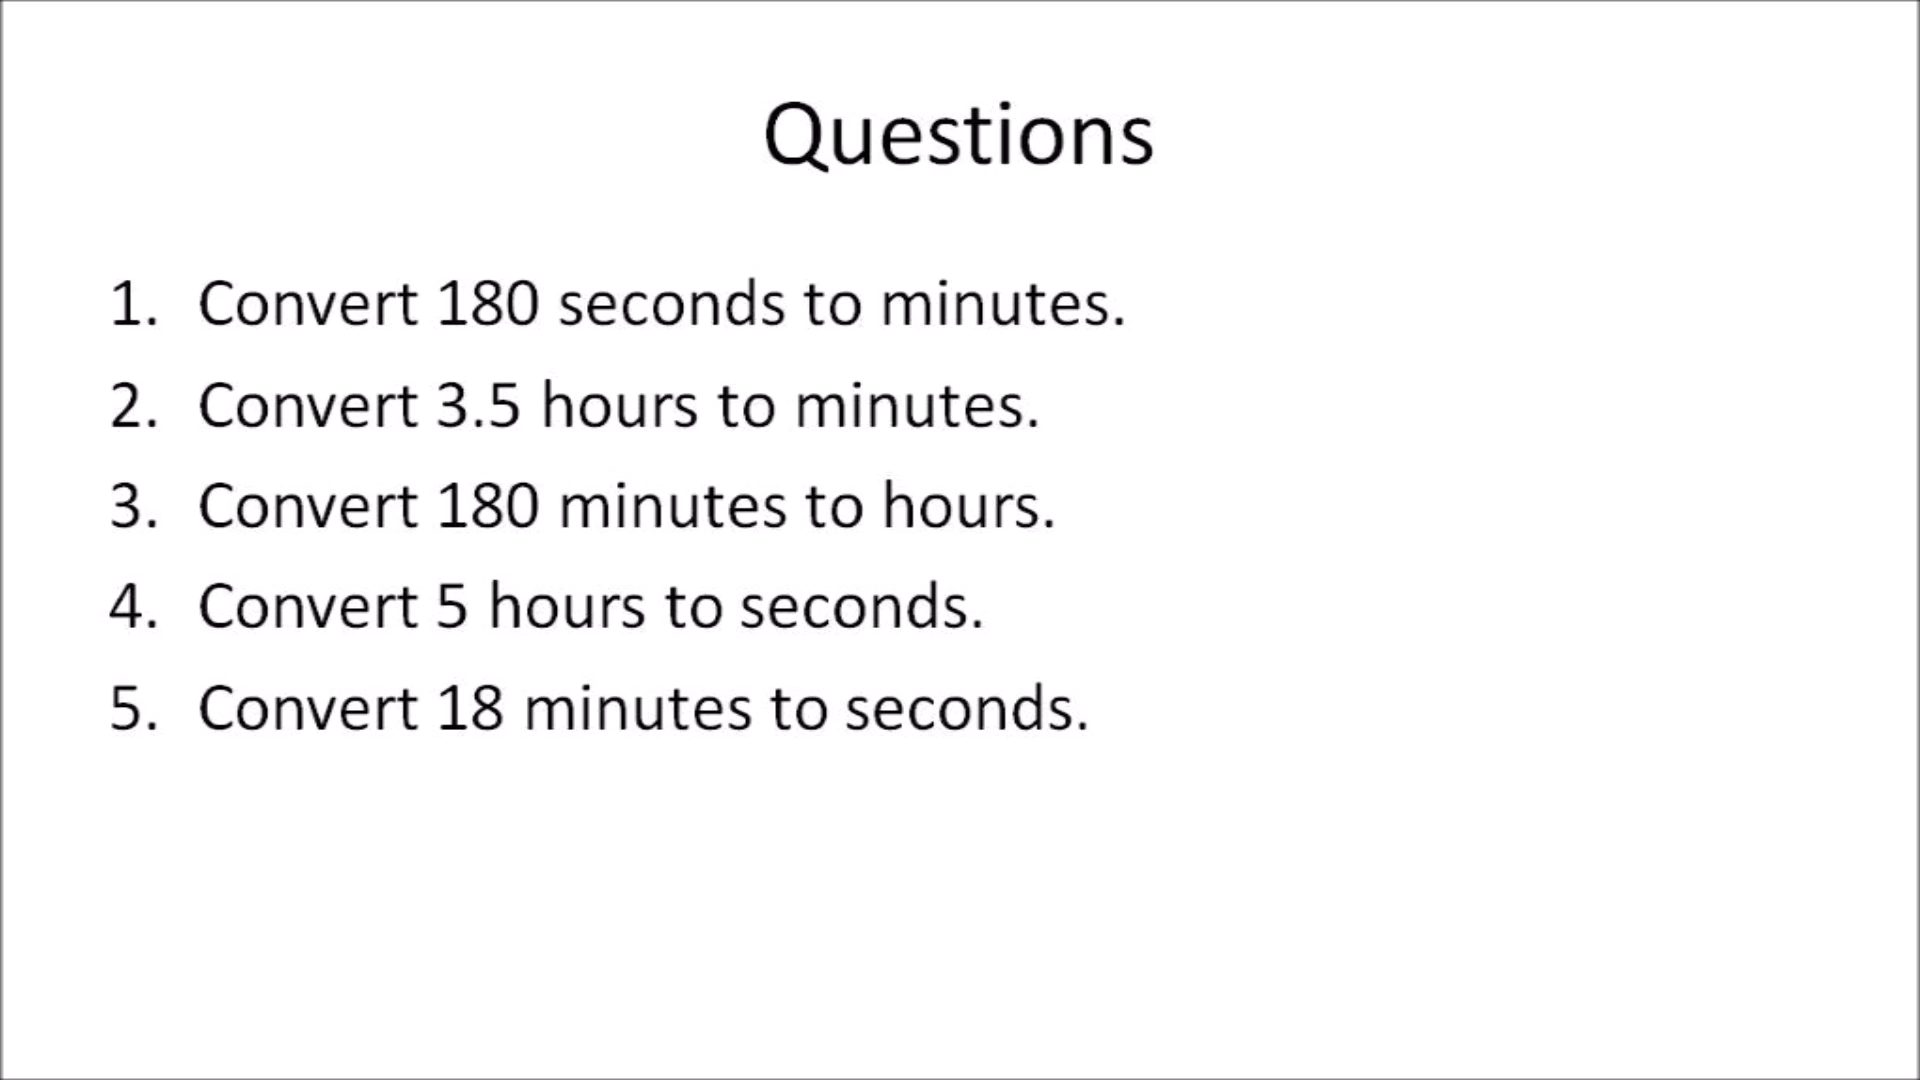 Questions
1. Convert 180 seconds to minutes.
2. Convert 3.5 hours to minutes.
3. Convert 180 minutes to hours.
4. Convert 5 hours to seconds.
5. Convert 18 minutes to seconds.